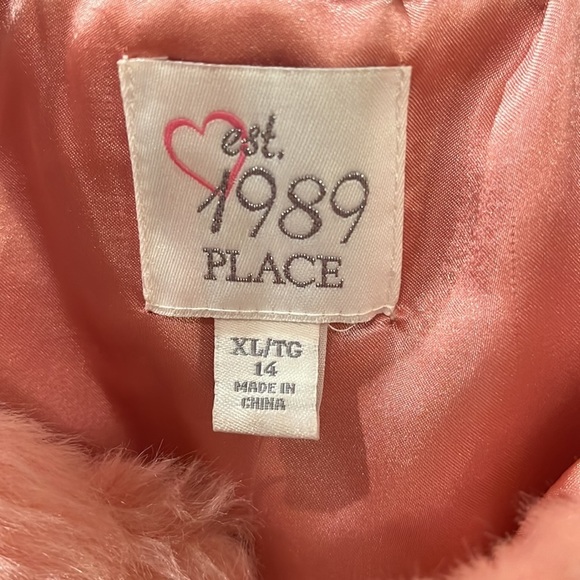 est.
1989
PLACE
XL/TG
14
MADE IN
CHINA